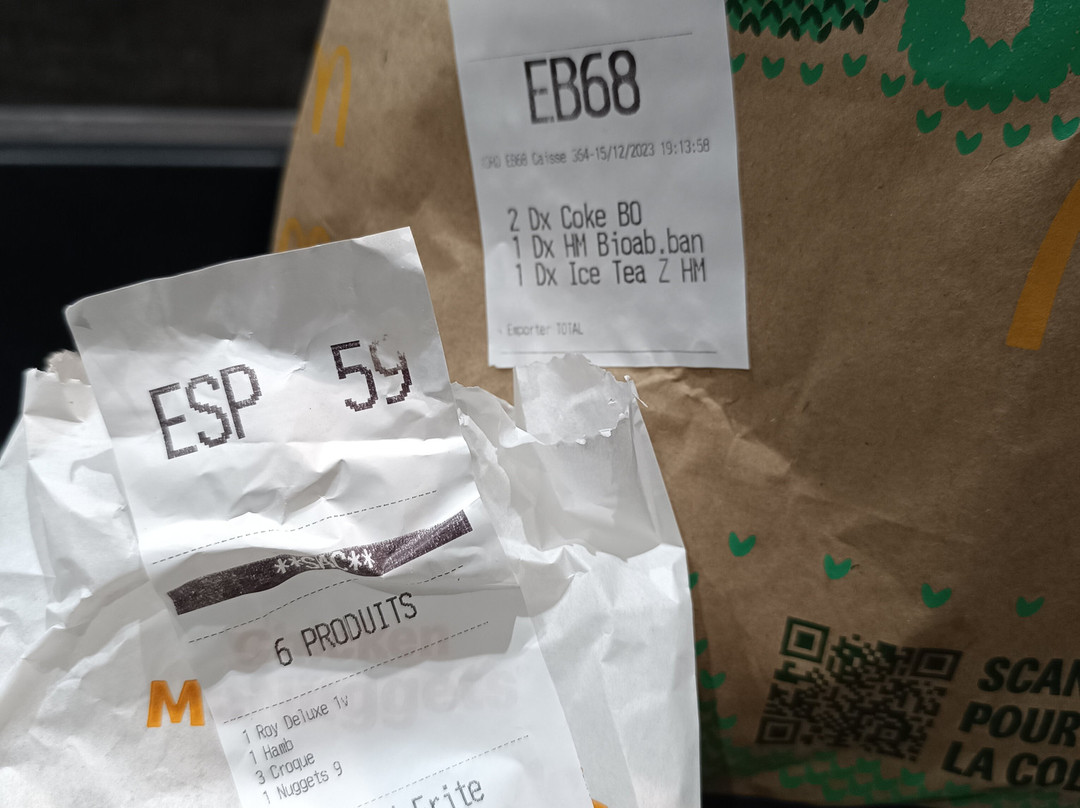 EB68
EB68 Caisse 364-15/12/2023 19:13:58
2 Dx Coke BO
1 Dx HM Bioab.ban
1 Dx Ice Tea Z HM
Emporter TOTAL
ESP 59
**SAC**
6 PRODUITS
1 Roy Deluxe 1v
1 Hamb
3 Croque
1 Nuggets 9
Frite
M
SCAN
POUR
LA CO